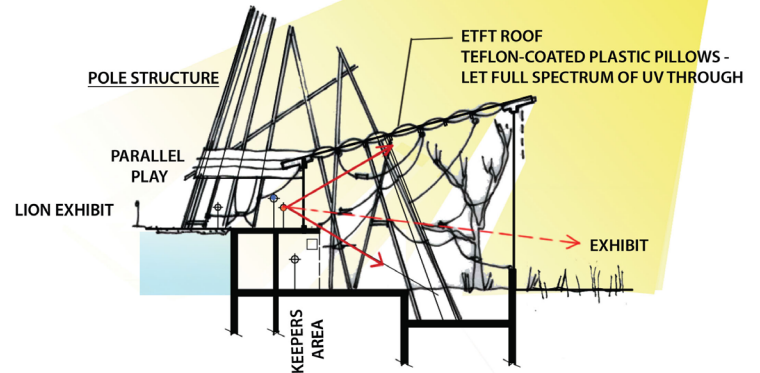 ETFT ROOF
TEFLON-COATED PLASTIC PILLOWS -
LET FULL SPECTRUM OF UV THROUGH
POLE STRUCTURE
PARALLEL
PLAY
LION EXHIBIT
EXHIBIT
KEEPERS
AREA